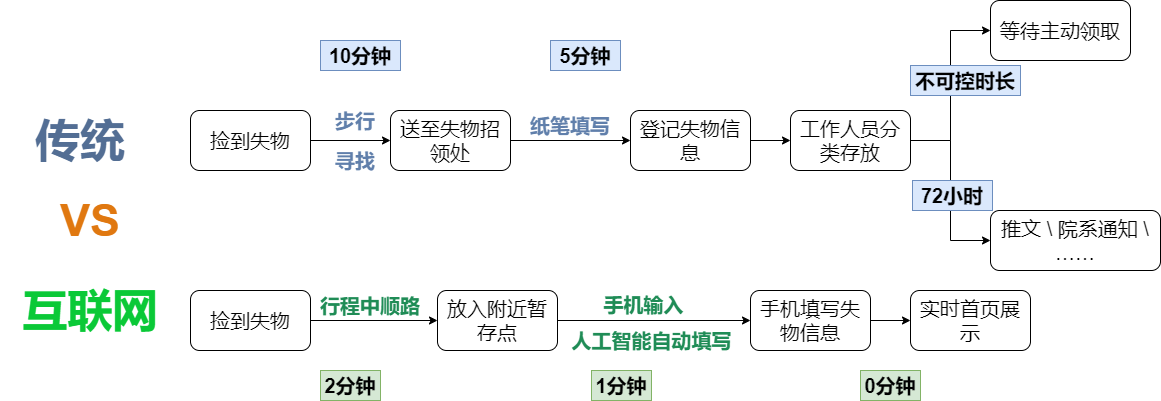 等待主动领取
10分钟
5分钟
不可控时长
传统
捡到失物
步行
寻找
送至失物招
领处
纸笔填写
登记失物信
息
工作人员分
类存放
72小时
推文 \ 院系通知 \
……
VS
互联网
捡到失物
行程中顺路
放入附近暂
存点
手机输入
人工智能自动填写
手机填写失
物信息
实时首页展
示
2分钟
1分钟
0分钟